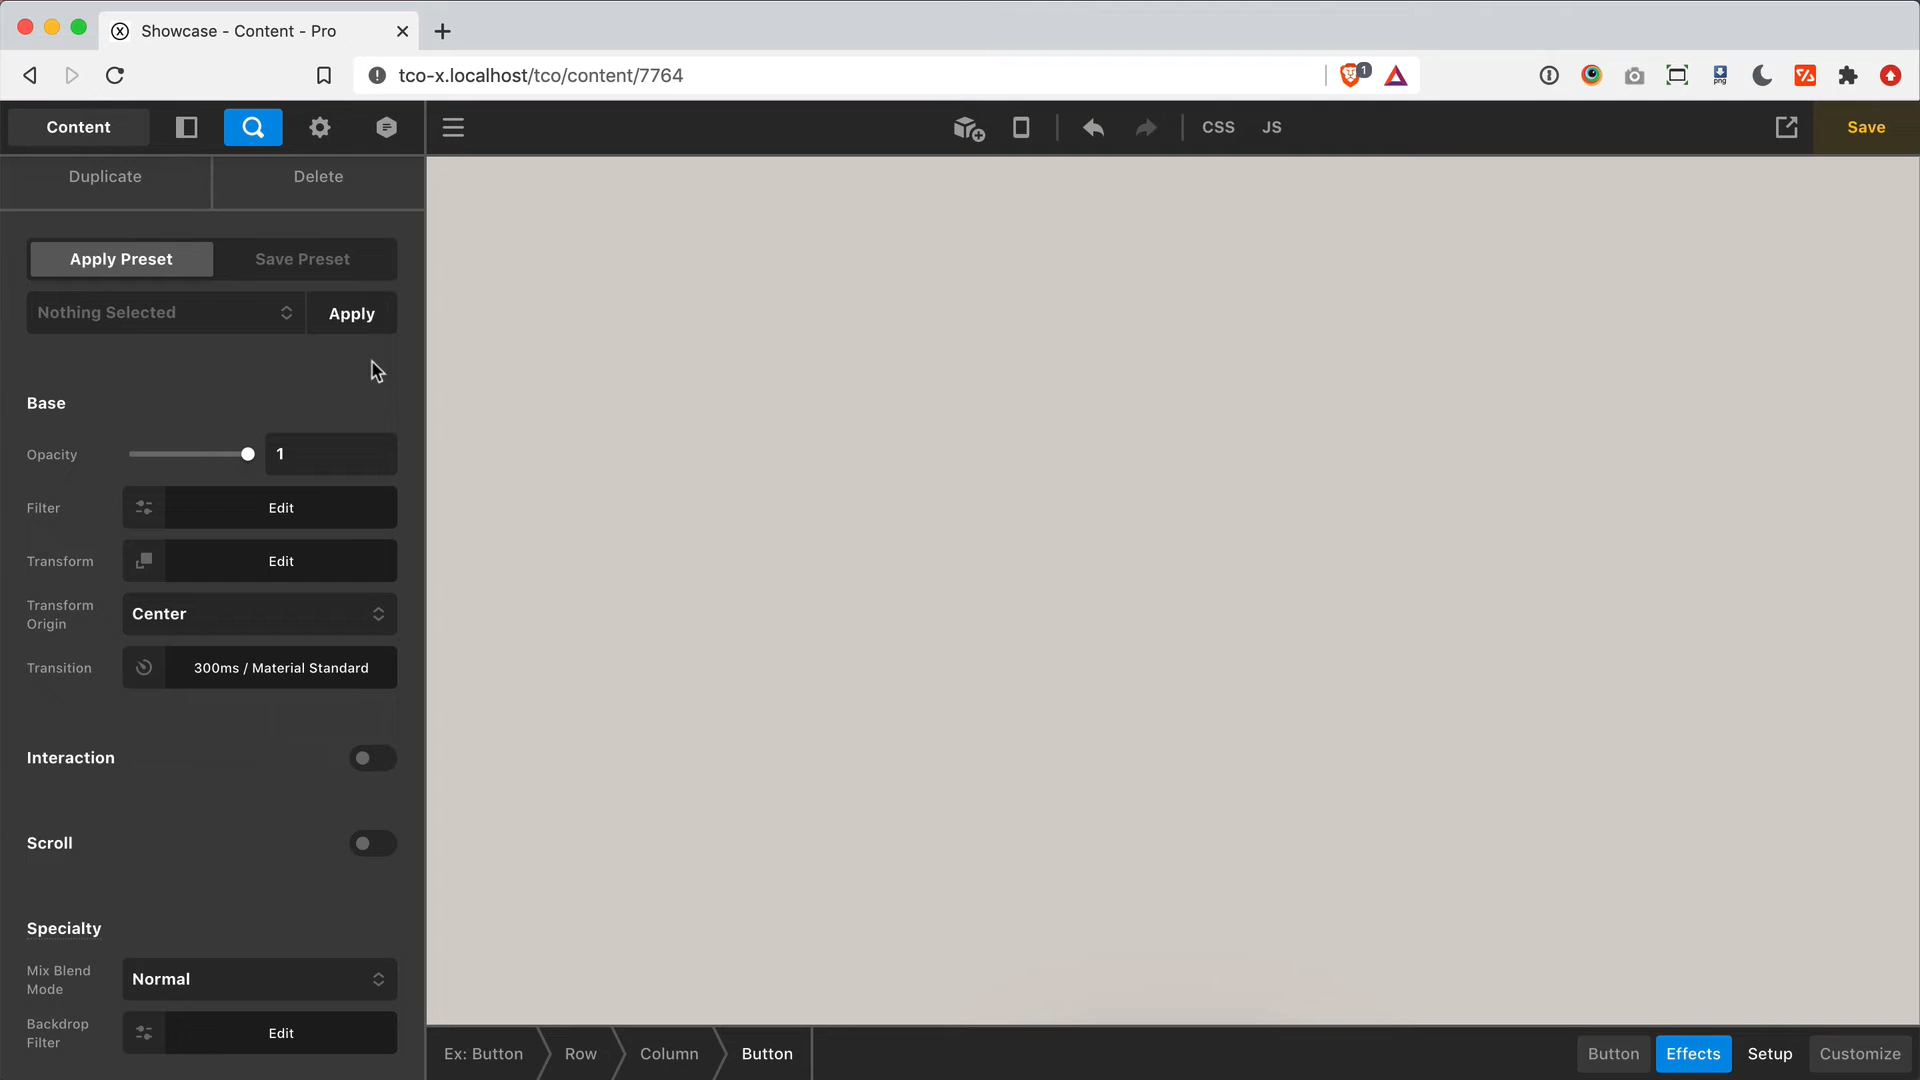 Showcase - Content - Pro
tco-x.localhost/tco/content/7764
1
png
Content
CSS
JS
Save
Duplicate
Delete
Apply Preset
Save Preset
Nothing Selected
Apply
Base
Opacity
1
Filter
Edit
Transform
Edit
Transform
Origin
Center
Transition
300ms / Material Standard
Interaction
Scroll
Specialty
Mix Blend
Mode
Normal
Backdrop
Filter
Edit
Ex: Button
Row
Column
Button
Button
Effects
Setup
Customize